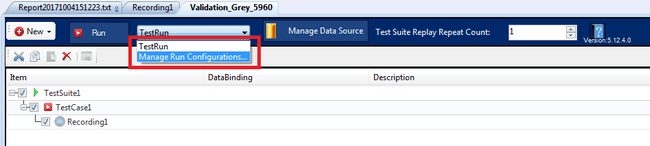 Report20171004151223.txt
Recording1
Validation_Grey_5960
New
Run
TestRun
Manage Data Source
Test Suite Replay Repeat Count:
1
Version:5.12.4.0
TestRun
Manage Run Configurations...
Item
DataBinding
Description
TestSuite1
TestCase1
Recording1